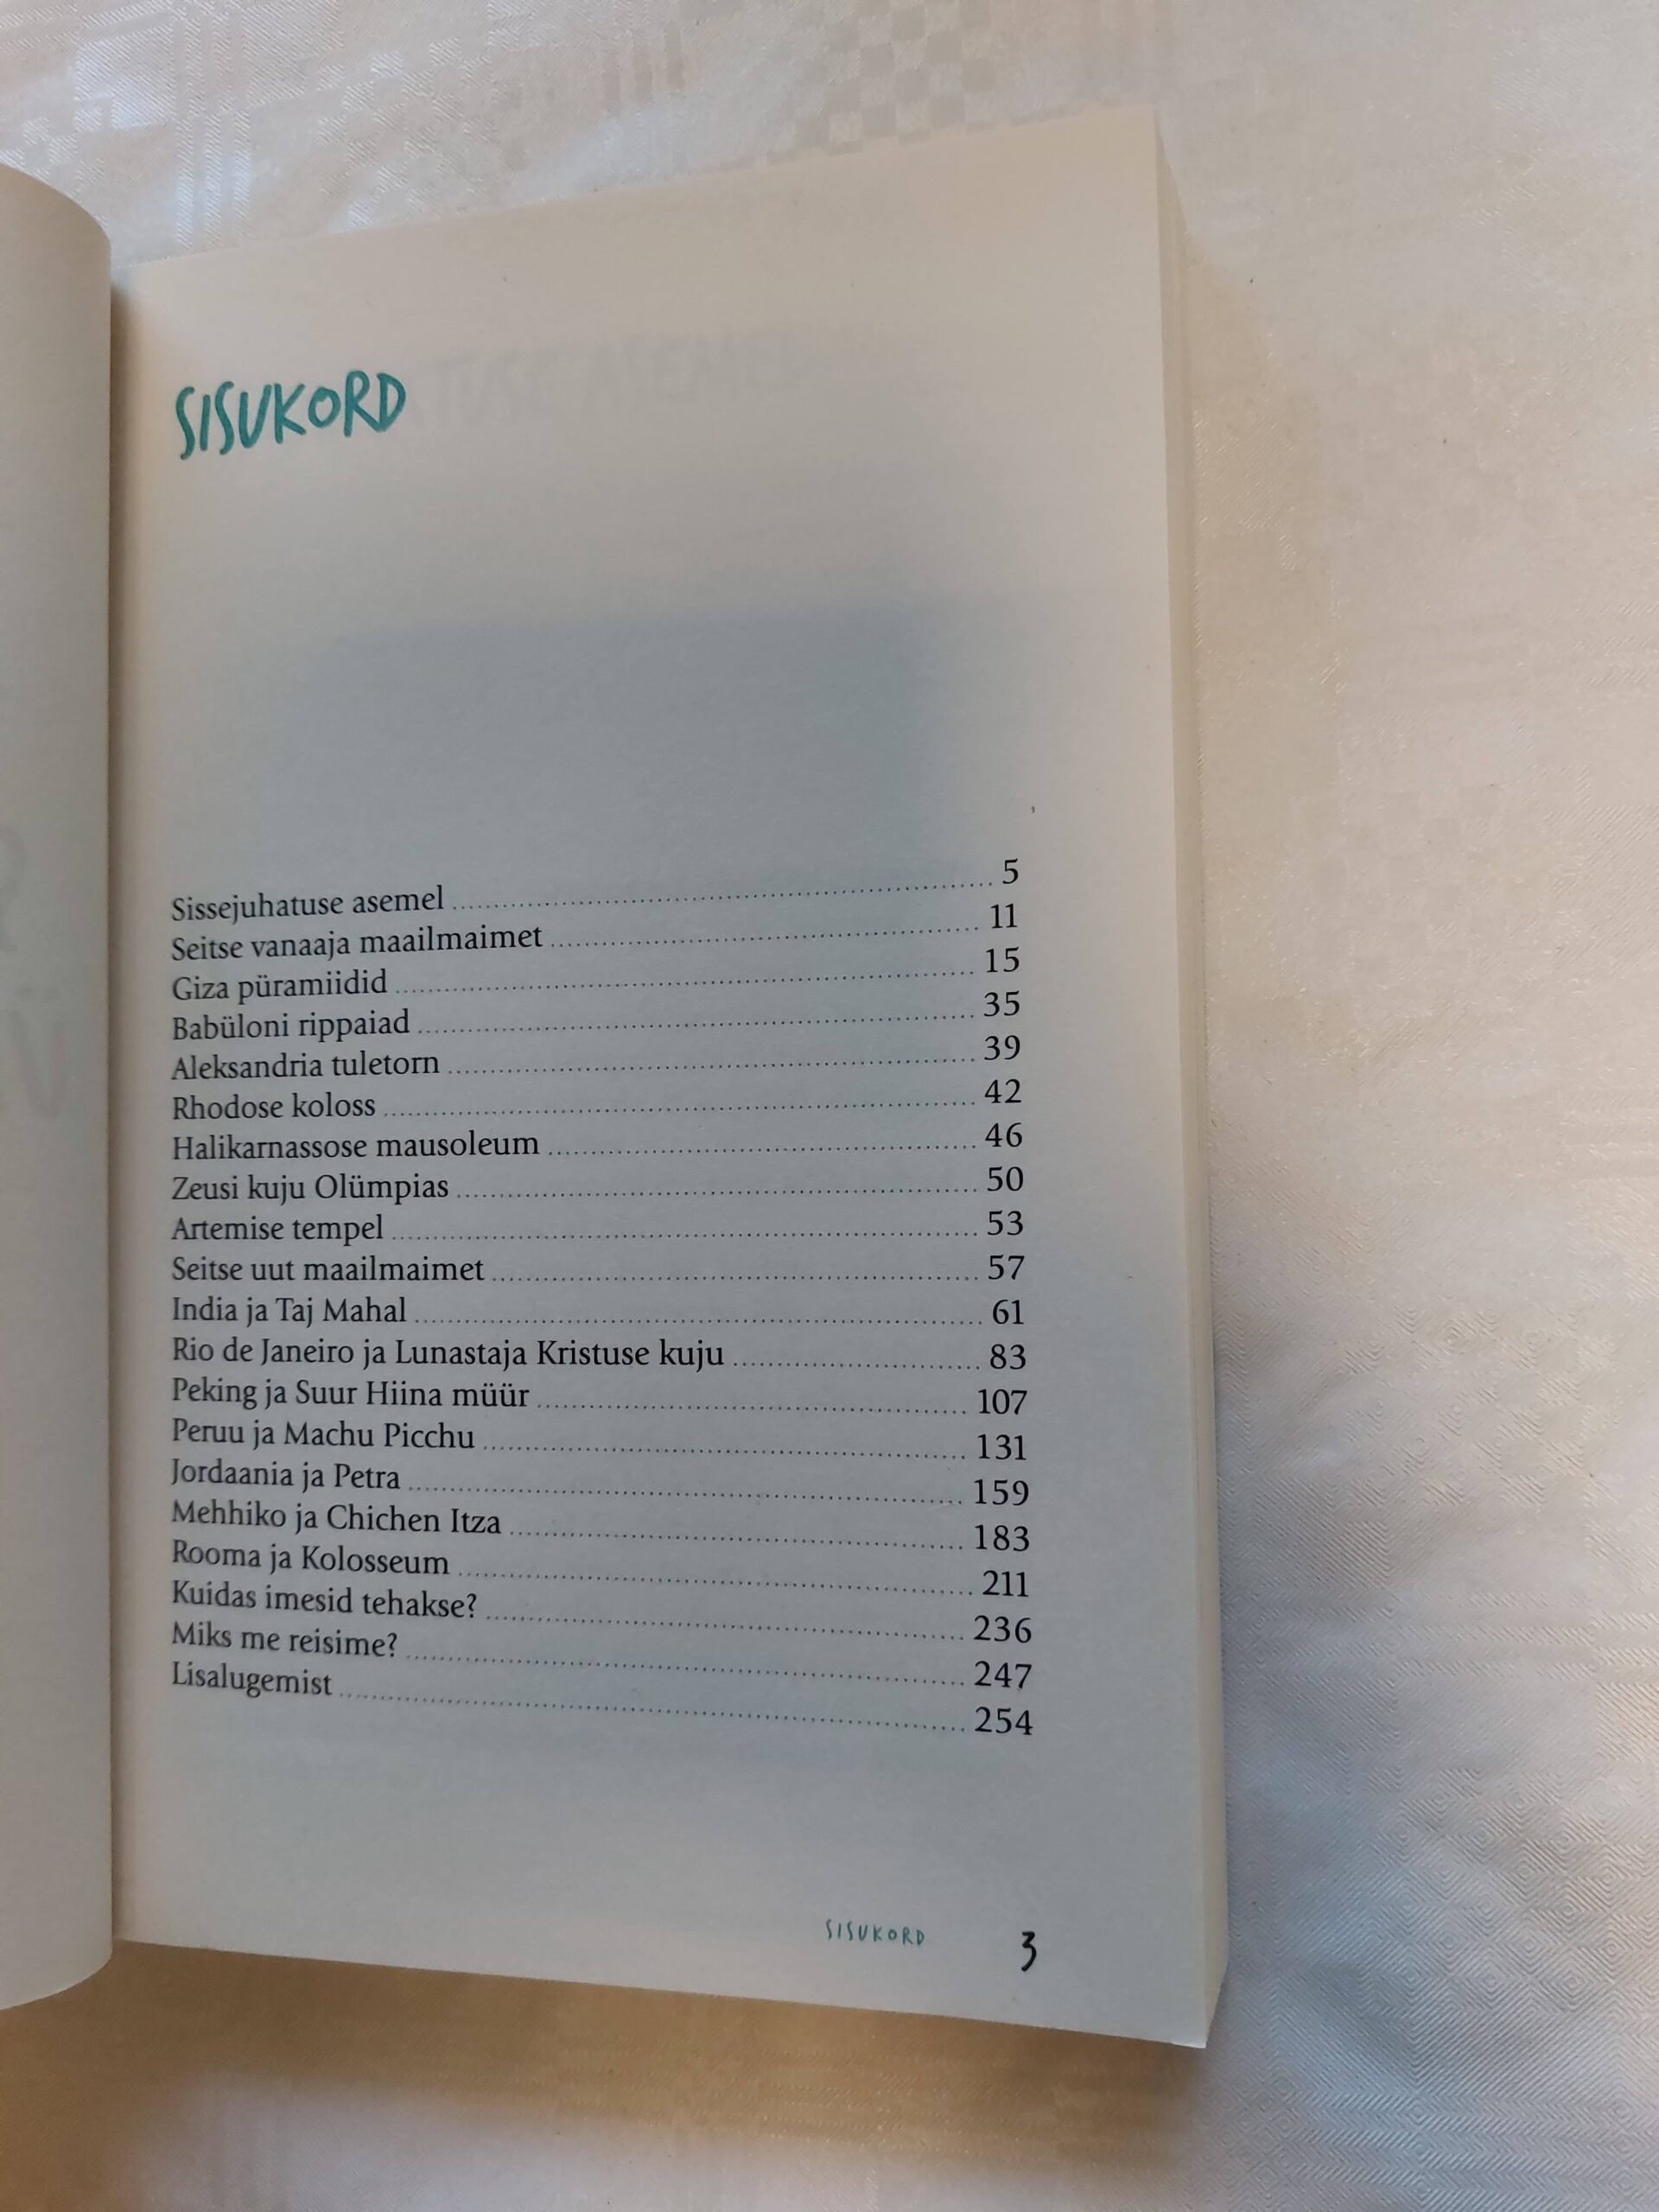 SISUKORD
Sissejuhatuse asemel 5
Seitse vanaaja maailmaimet 11
Giza püramiidid 15
Babüloni rippaiad 35
Aleksandria tuletorn 39
Rhodose koloss 42
Halikarnassose mausoleum 46
Zeusi kuju Olümpias 50
Artemise tempel 53
Seitse uut maailmaimet 57
India ja Taj Mahal 61
Rio de Janeiro ja Lunastaja Kristuse kuju 83
Peking ja Suur Hiina müür 107
Peruu ja Machu Picchu 131
Jordaania ja Petra 159
Mehhiko ja Chichen Itza 183
Rooma ja Kolosseum 211
Kuidas imesid tehakse? 236
Miks me reisime? 247
Lisalugemist 254
SISUKORD 3